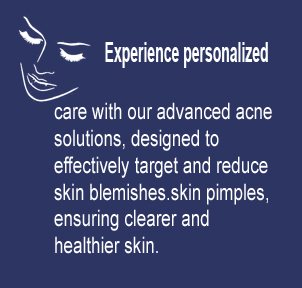 Experience personalized
care with our advanced acne
solutions, designed to
effectively target and reduce
skin blemishes.skin pimples,
ensuring clearer and
healthier skin.